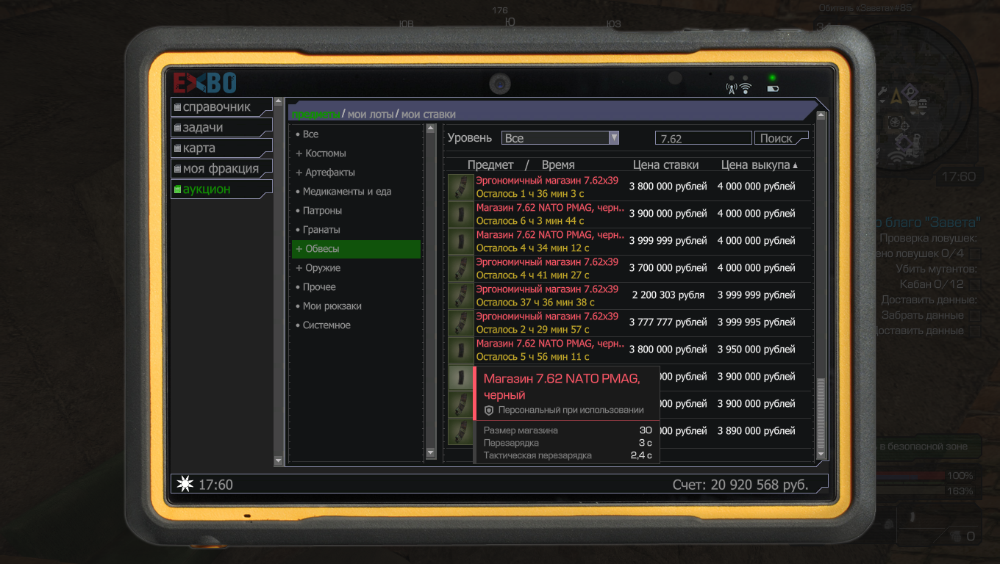 176
ЮВ
Ю
ЮЗ
Обитель «Завета»#85
EXBO
справочник
задачи
карта
моя фракция
аукцион
предметы / мои лоты / мои ставки
• Все
+ Костюмы
+ Артефакты
• Медикаменты и еда
• Патроны
• Гранаты
+ Обвесы
+ Оружие
• Прочее
• Мои рюкзаки
• Системное
Уровень Все 7.62 Поиск
Предмет / Время Цена ставки Цена выкупа ▲
Эргономичный магазин 7.62x39
Осталось 1 ч 36 мин 3 с
3 800 000 рублей 4 000 000 рублей
Магазин 7.62 NATO PMAG, черн..
Осталось 6 ч 3 мин 44 с
3 900 000 рублей 4 000 000 рублей
Магазин 7.62 NATO PMAG, черн..
Осталось 4 ч 34 мин 12 с
3 999 999 рублей 4 000 000 рублей
Эргономичный магазин 7.62x39
Осталось 4 ч 41 мин 27 с
3 700 000 рублей 4 000 000 рублей
Эргономичный магазин 7.62x39
Осталось 37 ч 36 мин 38 с
2 200 303 рубля 3 999 999 рублей
Эргономичный магазин 7.62x39
Осталось 2 ч 29 мин 57 с
3 777 777 рублей 3 999 995 рублей
Магазин 7.62 NATO PMAG, черн..
Осталось 5 ч 56 мин 11 с
3 800 000 рублей 3 950 000 рублей
000 рублей 3 900 000 рублей
000 рублей 3 900 000 рублей
000 рублей 3 890 000 рублей
Магазин 7.62 NATO PMAG,
черный
Персональный при использовании
Размер магазина 30
Перезарядка 3 с
Тактическая перезарядка 2,4 с
17:60
Счет: 20 920 568 руб.
17:60
благо "Завета"
Проверка ловушек:
ловушек 0/4
Убить мутантов:
Кабан 0/12
Доставить данные:
Забрать данные
Доставить данные
в безопасной зоне
100%
163%
0